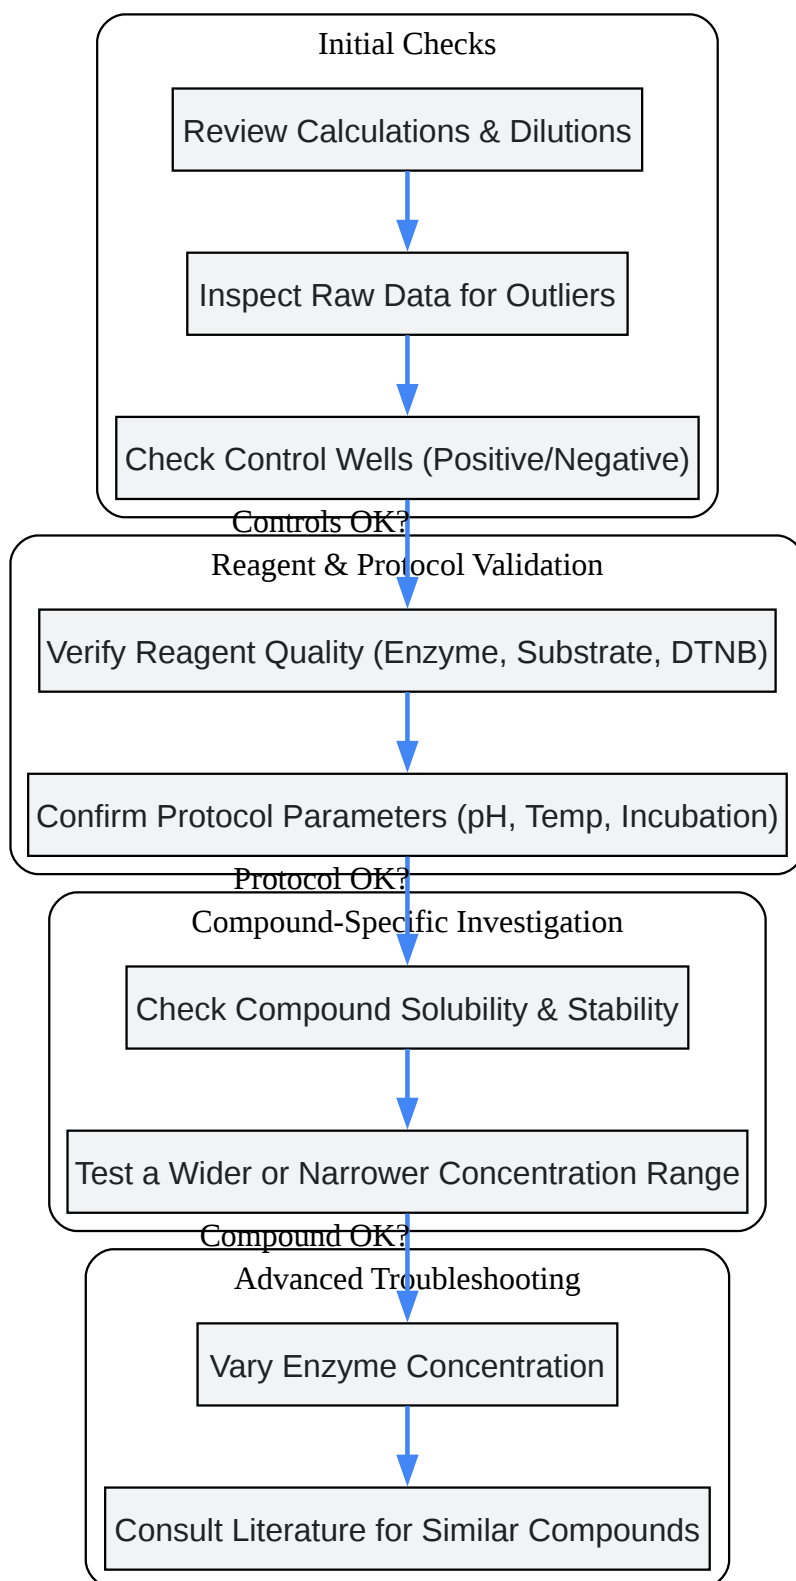 Initial Checks
Review Calculations & Dilutions
Inspect Raw Data for Outliers
Check Control Wells (Positive/Negative)
Controls OK?
Reagent & Protocol Validation
Verify Reagent Quality (Enzyme, Substrate, DTNB)
Confirm Protocol Parameters (pH, Temp, Incubation)
Protocol OK?
Compound-Specific Investigation
Check Compound Solubility & Stability
Test a Wider or Narrower Concentration Range
Compound OK?
Advanced Troubleshooting
Vary Enzyme Concentration
Consult Literature for Similar Compounds